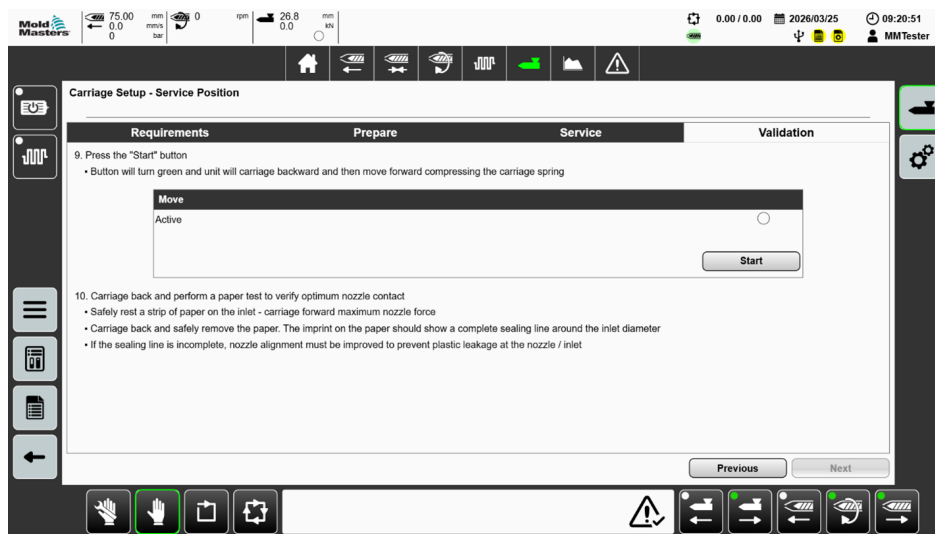 Mold Masters
75.00 mm
0.0 mm/s
0 bar
0 rpm
26.8 mm
0.0 kN
0.00 / 0.00
2026/03/25
09:20:51
MMTester
Carriage Setup - Service Position
Requirements
Prepare
Service
Validation
9. Press the "Start" button
• Button will turn green and unit will carriage backward and then move forward compressing the carriage spring
Move
Active
Start
10. Carriage back and perform a paper test to verify optimum nozzle contact
• Safely rest a strip of paper on the inlet - carriage forward maximum nozzle force
• Carriage back and safely remove the paper. The imprint on the paper should show a complete sealing line around the inlet diameter
• If the sealing line is incomplete, nozzle alignment must be improved to prevent plastic leakage at the nozzle / inlet
Previous
Next